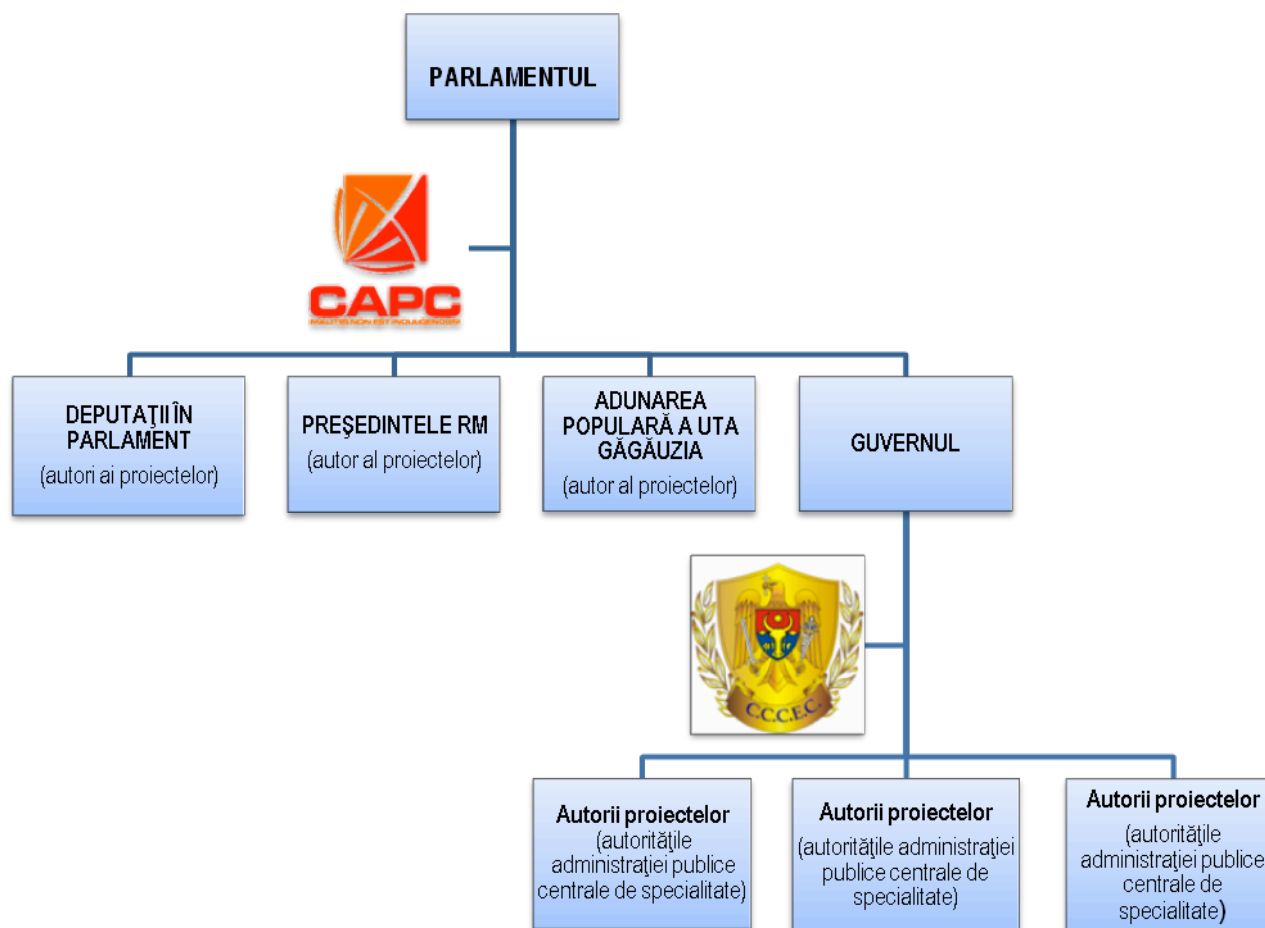 PARLAMENTUL
CAPC
DEPUTAŢII ÎN
PARLAMENT
(autori ai proiectelor)
PREŞEDINTELE RM
(autor al proiectelor)
ADUNAREA
POPULARĂ A UTA
GĂGĂUZIA
(autor al proiectelor)
GUVERNUL
C.C.C.E.C.
Autorii proiectelor
(autorităţile
administraţiei publice
centrale de specialitate)
Autorii proiectelor
(autorităţile administraţiei
publice centrale de
specialitate)
Autorii proiectelor
(autorităţile
administraţiei publice
centrale de
specialitate)